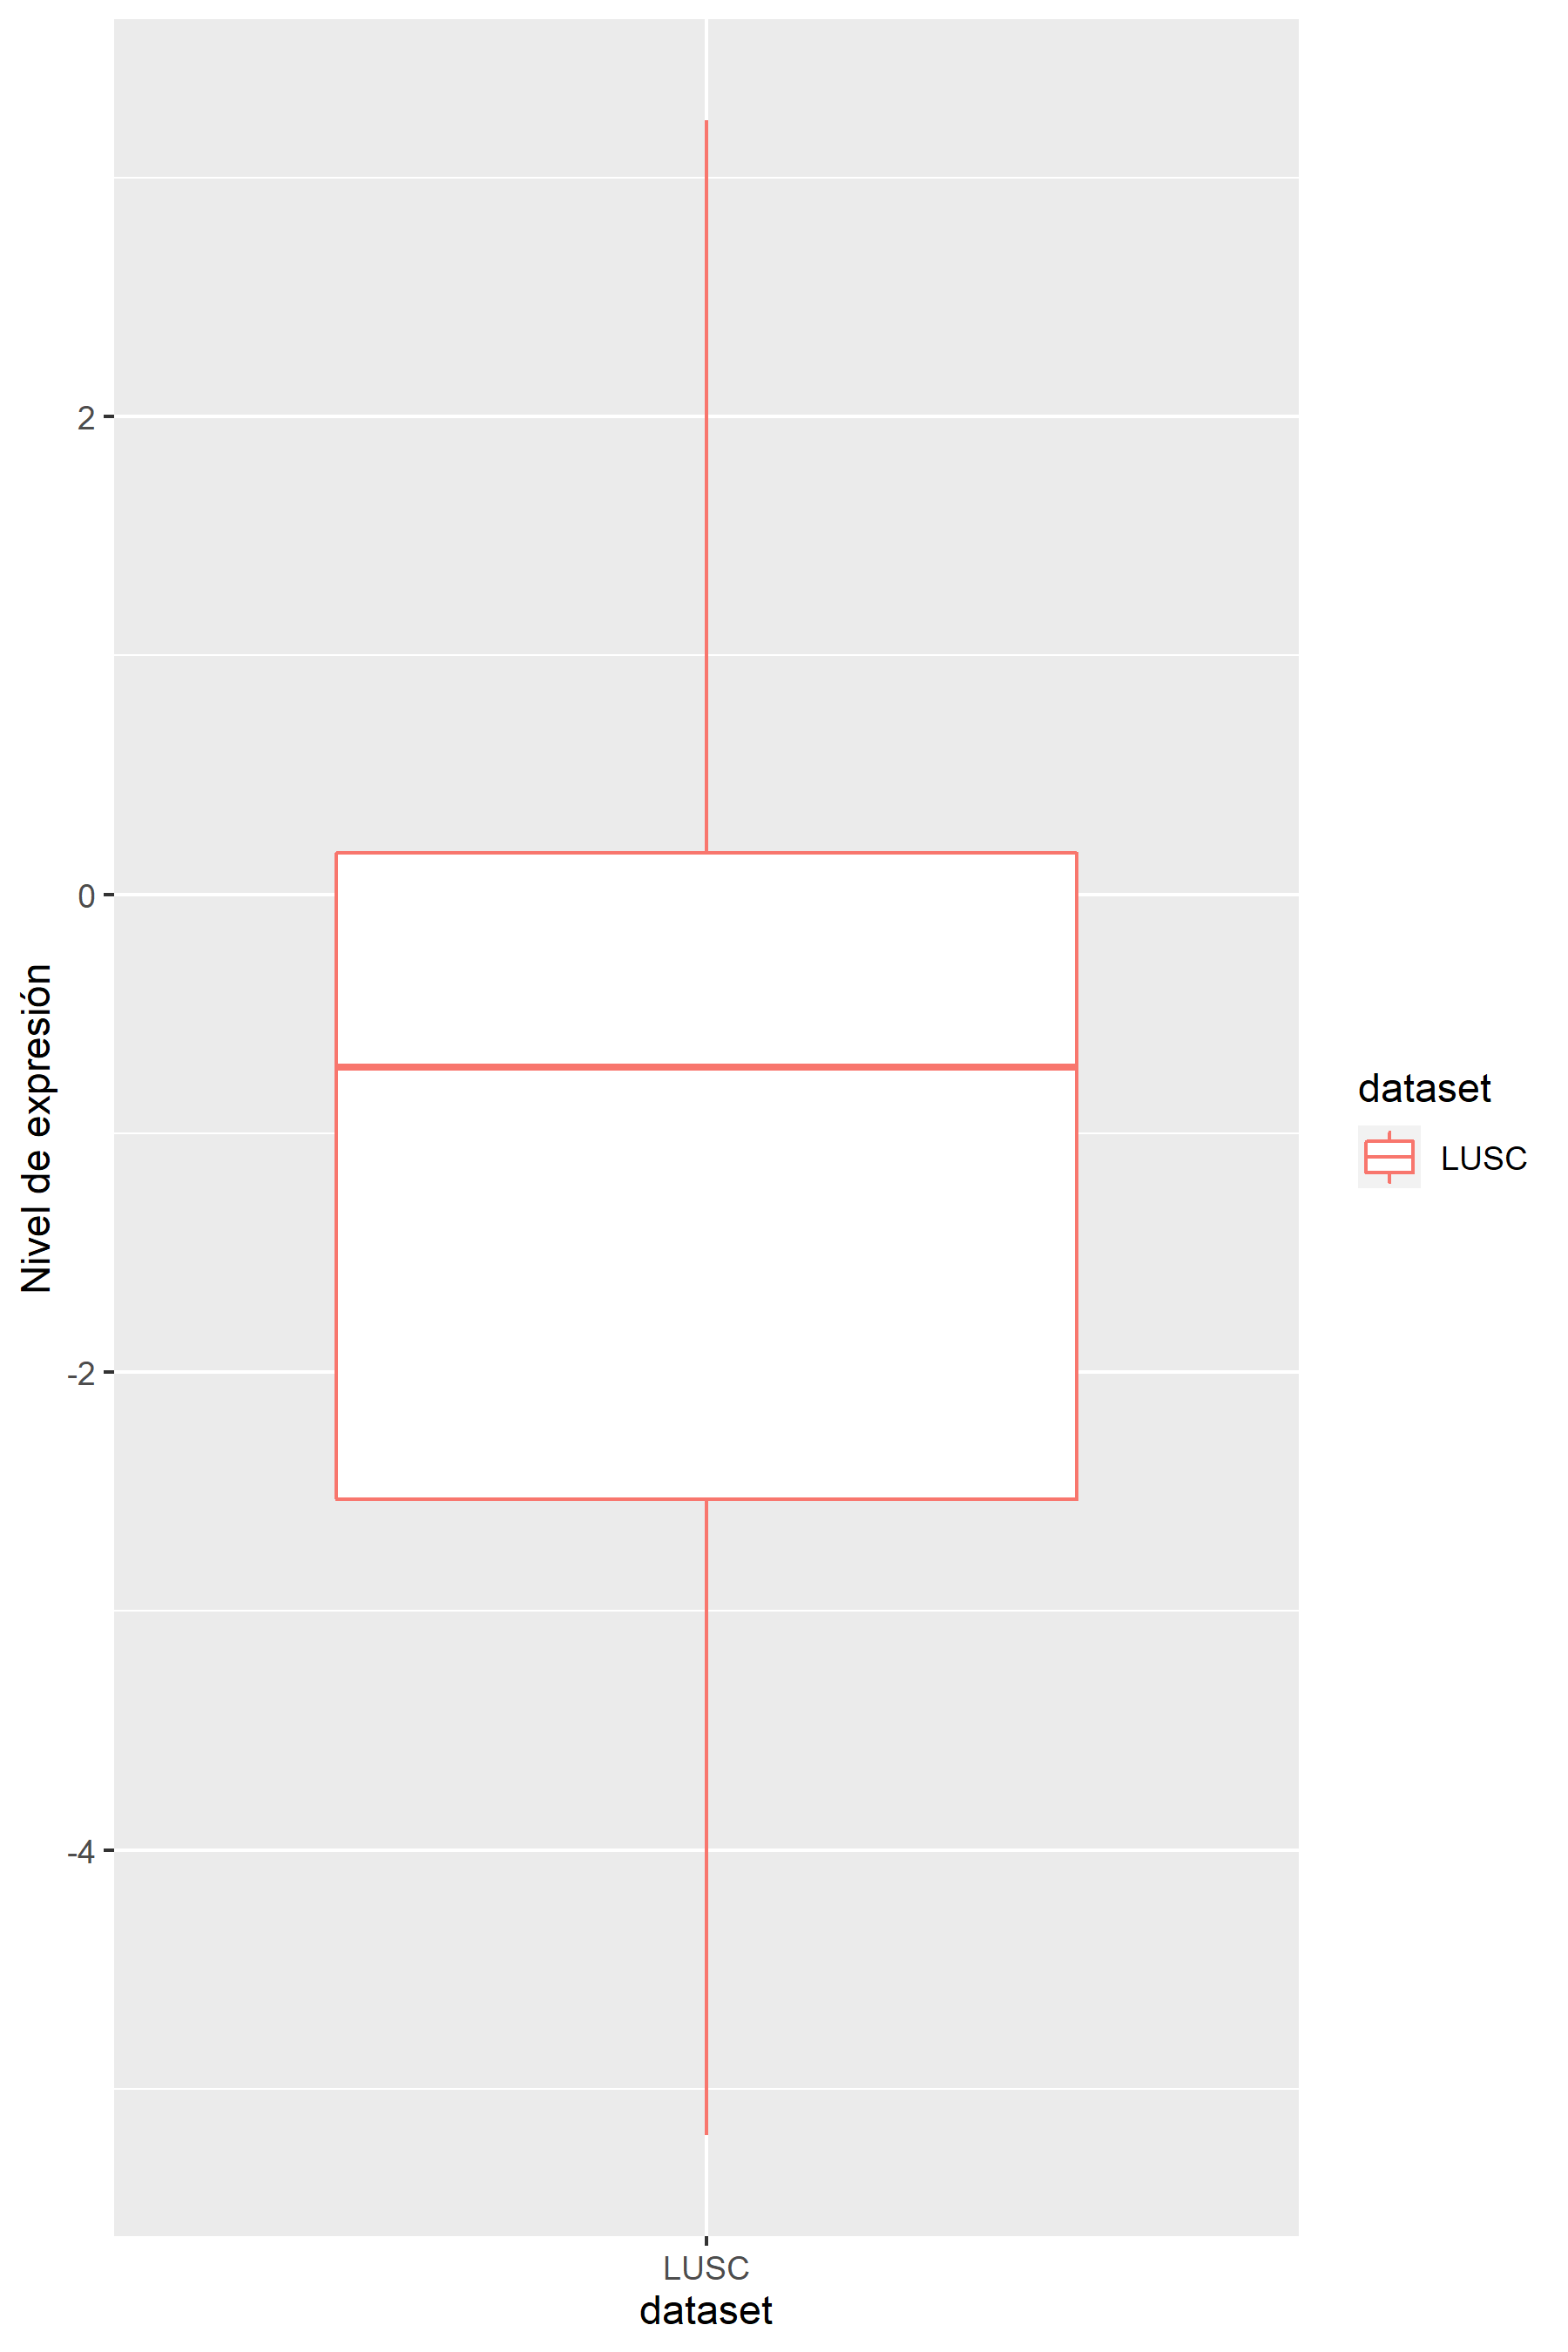 Nivel de expresión
2
0
-2
-4
LUSC
dataset
dataset
LUSC